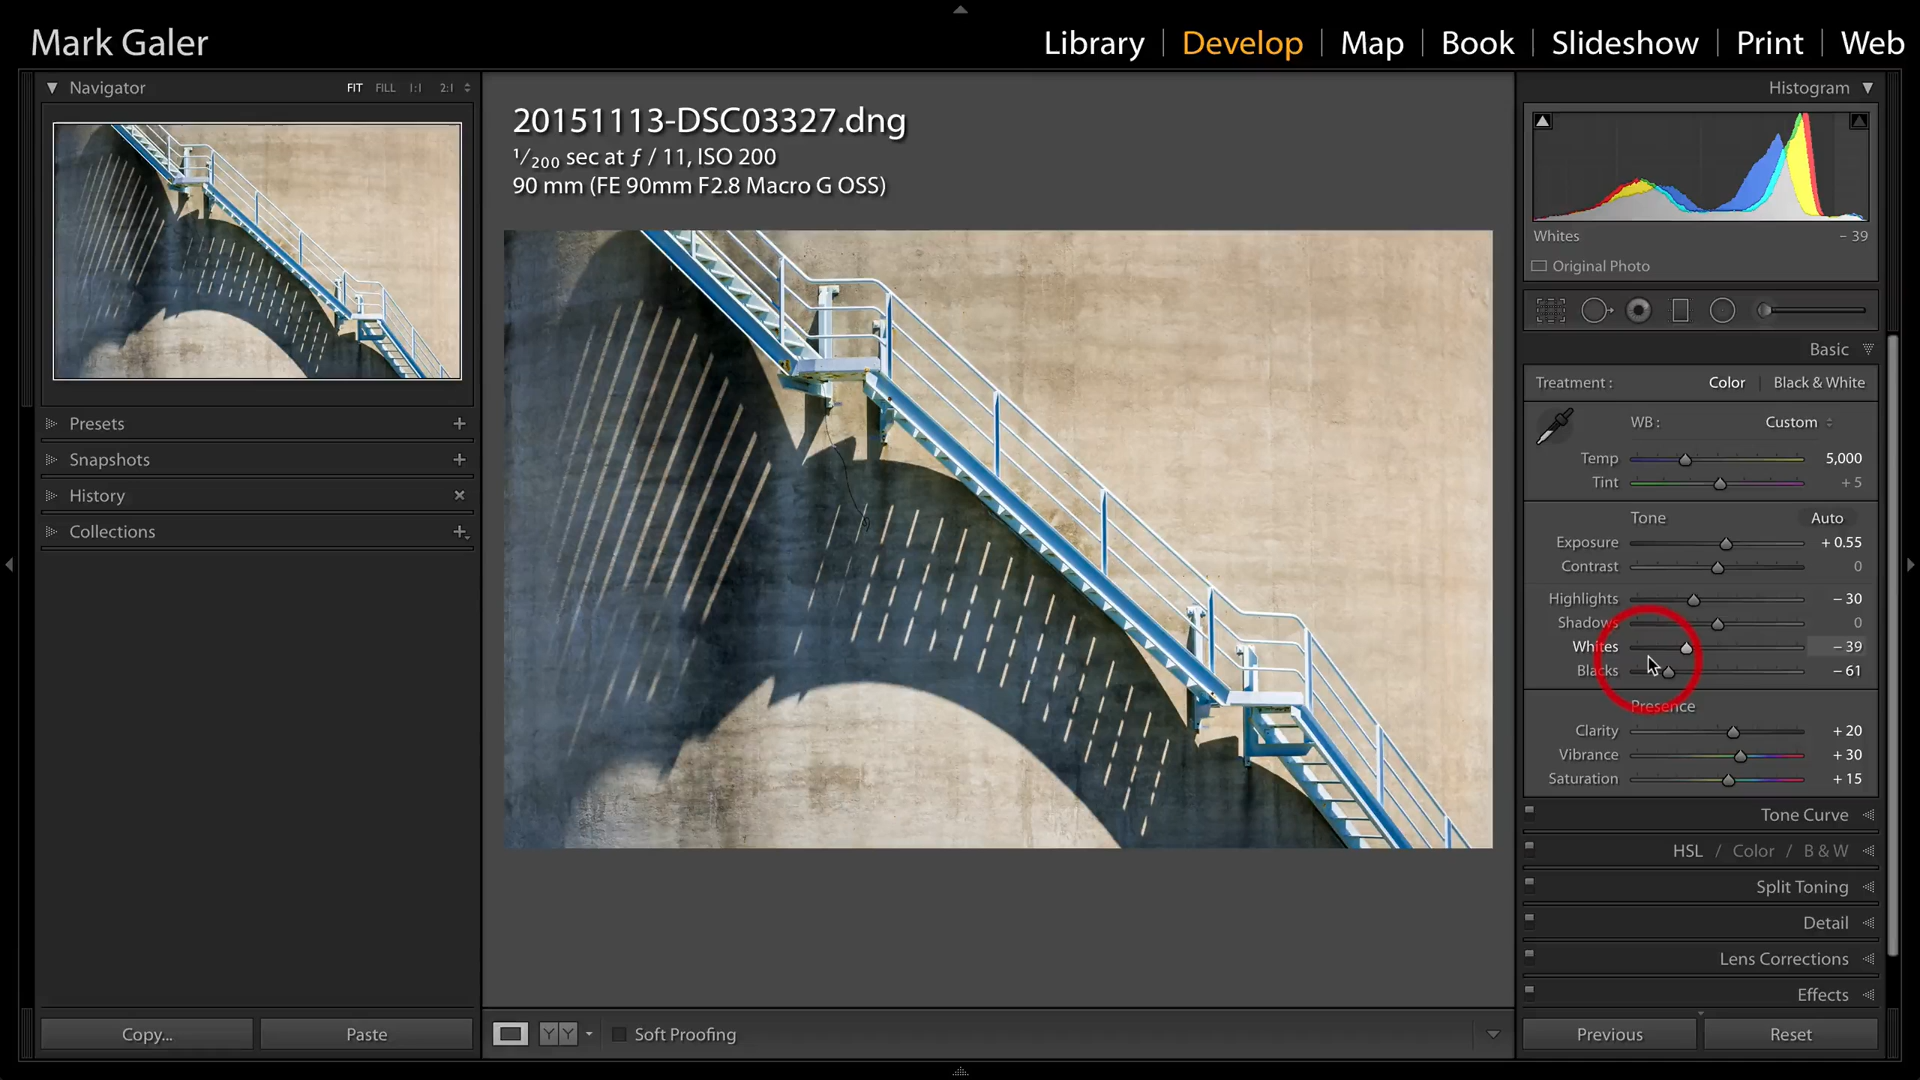 Mark Galer
Library | Develop | Map | Book | Slideshow | Print | Web
Navigator FIT FILL 1:1 2:1
Presets
Snapshots
History
Collections
Copy... Paste
20151113-DSC03327.dng
1/200 sec at ƒ / 11, ISO 200
90 mm (FE 90mm F2.8 Macro G OSS)
YY Soft Proofing
Histogram
Whites – 39
Original Photo
Basic
Treatment : Color | Black & White
WB : Custom
Temp 5,000
Tint + 5
Tone Auto
Exposure + 0.55
Contrast 0
Highlights – 30
Shadows 0
Whites – 39
Blacks – 61
Presence
Clarity + 20
Vibrance + 30
Saturation + 15
Tone Curve
HSL / Color / B & W
Split Toning
Detail
Lens Corrections
Effects
Previous Reset